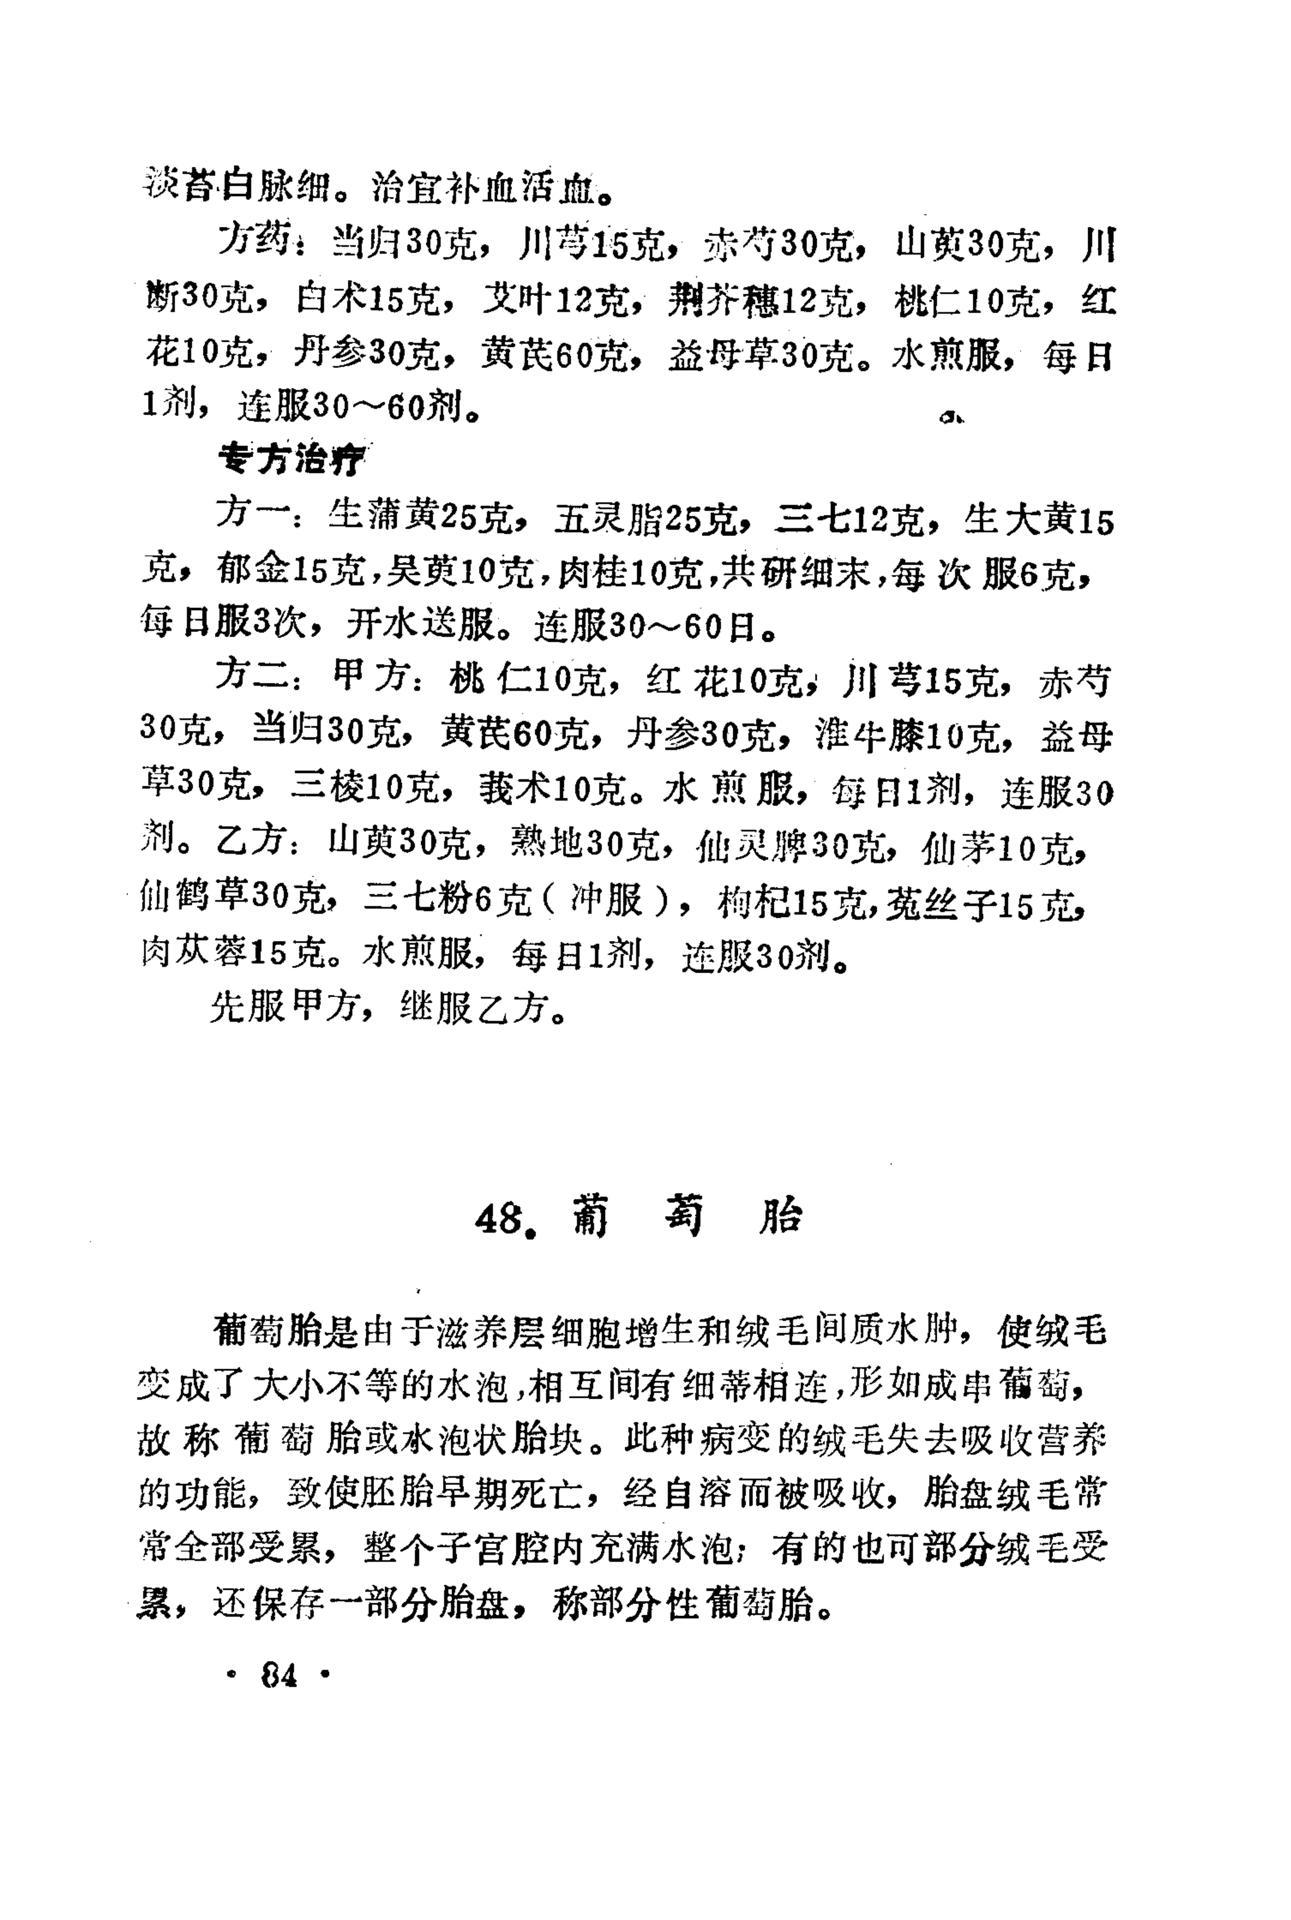 淡苔白脉细。治宜补血活血。
方药：当归30克，川芎15克，赤芍30克，山萸30克，川
断30克，白术15克，艾叶12克，荆芥穗12克，桃仁10克，红
花10克，丹参30克，黄芪60克，益母草30克。水煎服，每日
1剂，连服30～60剂。
专方治疗
方一：生蒲黄25克，五灵脂25克，三七12克，生大黄15
克，郁金15克，吴萸10克，肉桂10克，共研细末，每次服6克，
每日服3次，开水送服。连服30～60日。
方二：甲方：桃仁10克，红花10克，川芎15克，赤芍
30克，当归30克，黄芪60克，丹参30克，淮牛膝10克，益母
草30克，三棱10克，莪术10克。水煎服，每日1剂，连服30
剂。乙方：山萸30克，熟地30克，仙灵脾30克，仙茅10克，
仙鹤草30克，三七粉6克（冲服），枸杞15克，菟丝子15克，
肉苁蓉15克。水煎服，每日1剂，连服30剂。
先服甲方，继服乙方。
48．葡萄胎
葡萄胎是由于滋养层细胞增生和绒毛间质水肿，使绒毛
变成了大小不等的水泡，相互间有细蒂相连，形如成串葡萄，
故称葡萄胎或水泡状胎块。此种病变的绒毛失去吸收营养
的功能，致使胚胎早期死亡，经自溶而被吸收，胎盘绒毛常
常全部受累，整个子宫腔内充满水泡；有的也可部分绒毛受
累，还保存一部分胎盘，称部分性葡萄胎。
· 84 ·